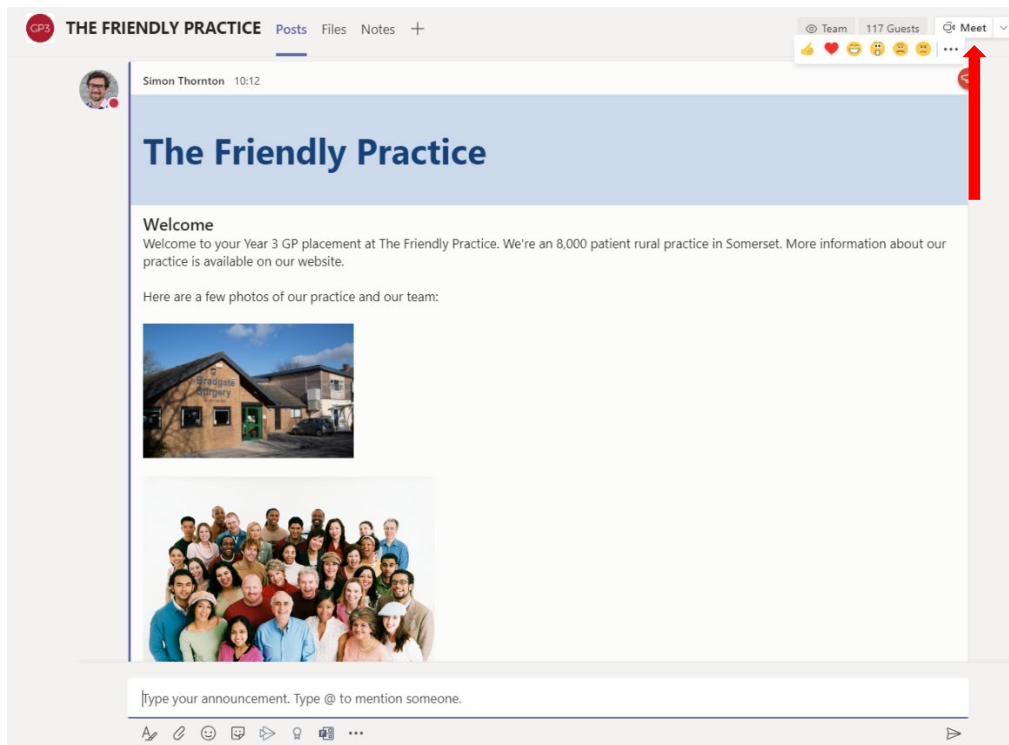 GP3 THE FRIENDLY PRACTICE Posts Files Notes Team 117 Guests Meet
Simon Thornton 10:12
The Friendly Practice
Welcome
Welcome to your Year 3 GP placement at The Friendly Practice. We're an 8,000 patient rural practice in Somerset. More information about our
practice is available on our website.
Here are a few photos of our practice and our team:
Bradgate
Surgery
Type your announcement. Type @ to mention someone.